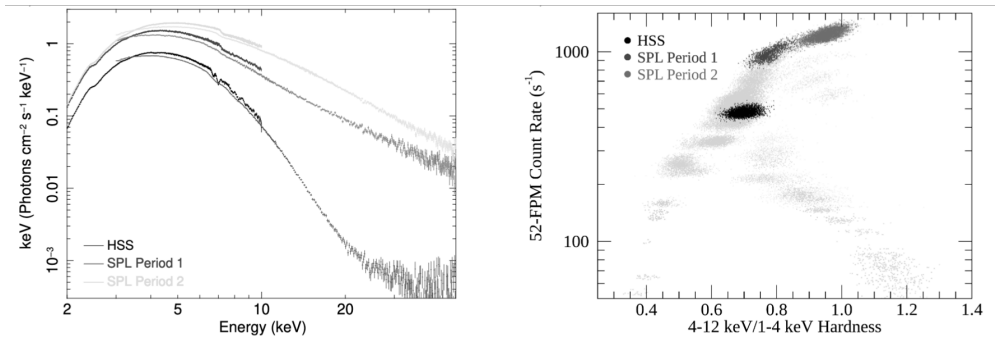 keV (Photons cm⁻² s⁻¹ keV⁻¹)
1
0.1
0.01
10⁻³
HSS
SPL Period 1
SPL Period 2
2
5
10
20
Energy (keV)
52-FPM Count Rate (s⁻¹)
1000
100
HSS
SPL Period 1
SPL Period 2
0.4
0.6
0.8
1.0
1.2
1.4
4-12 keV/1-4 keV Hardness